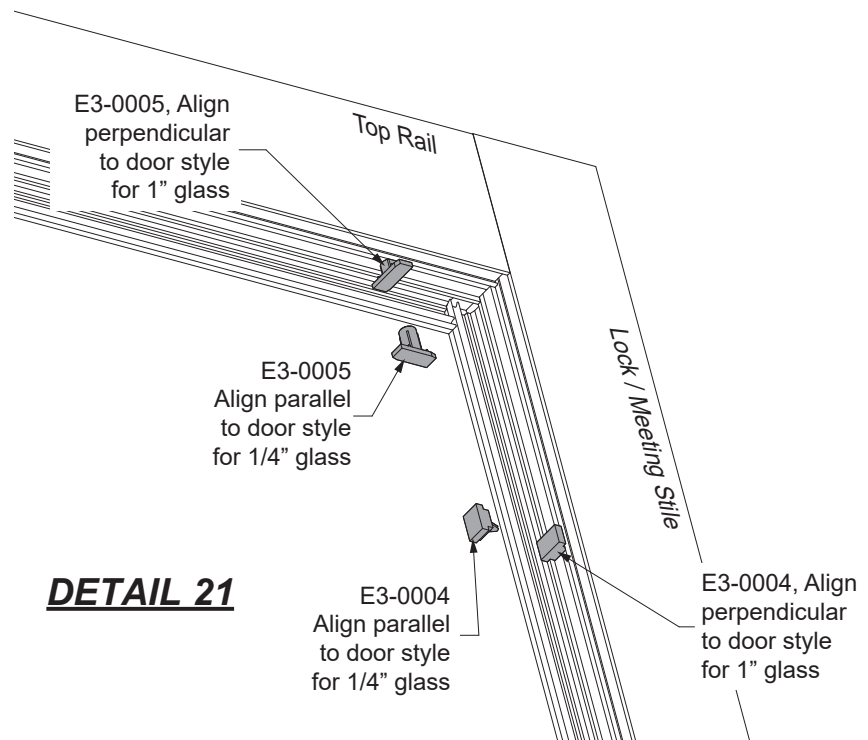 E3-0005, Align
perpendicular
to door style
for 1” glass
Top Rail
E3-0005
Align parallel
to door style
for 1/4” glass
Lock / Meeting Stile
E3-0004
Align parallel
to door style
for 1/4” glass
E3-0004, Align
perpendicular
to door style
for 1” glass
DETAIL 21